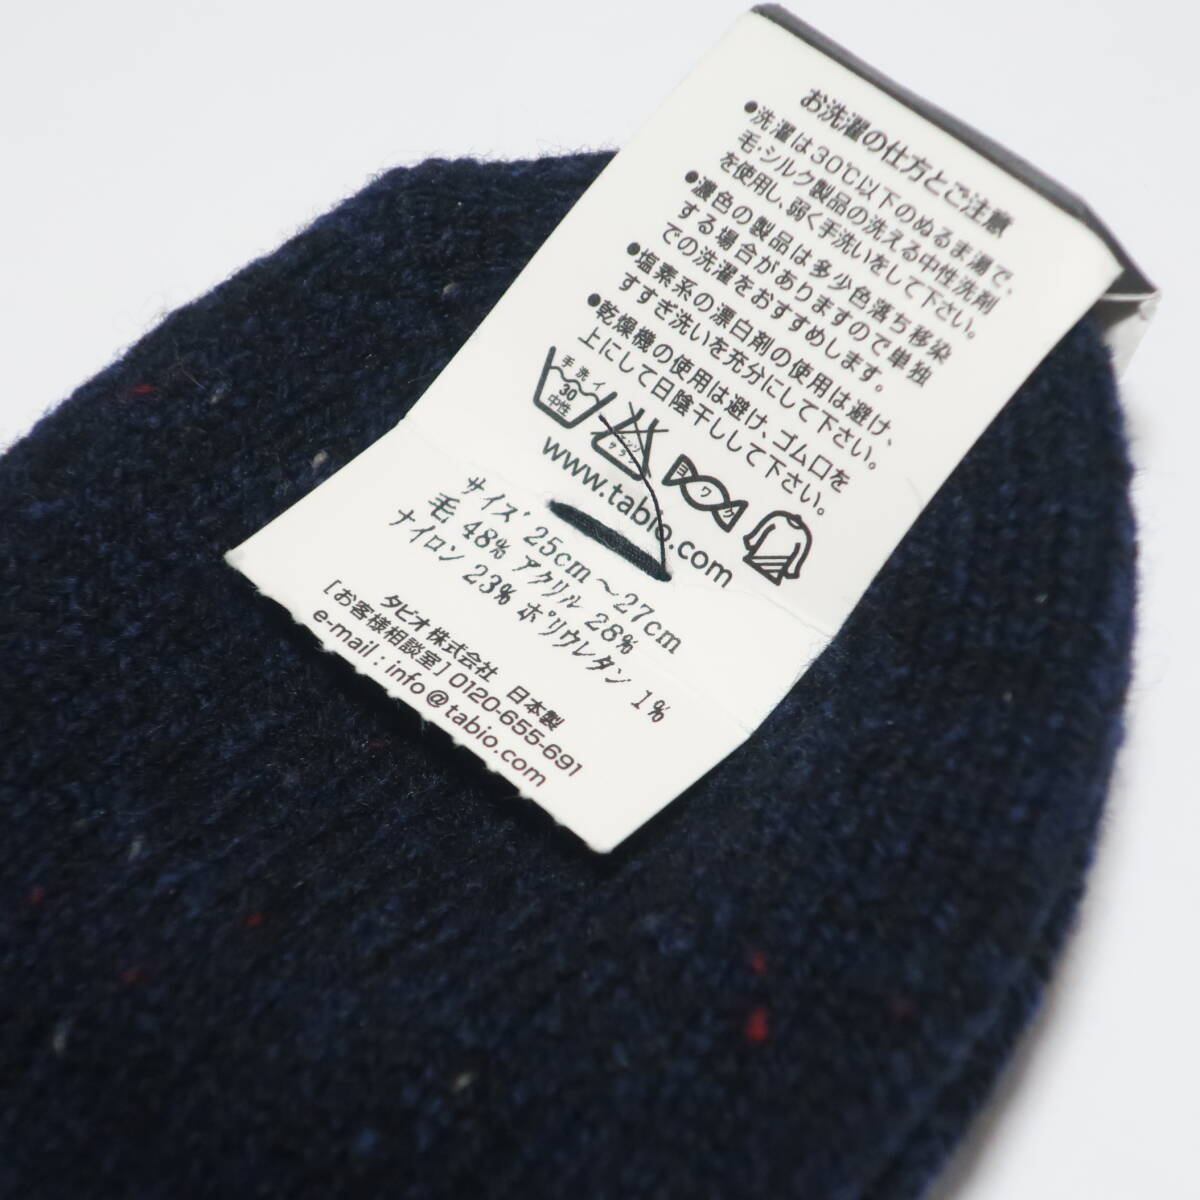 お洗濯の仕方とご注意
●洗濯は30℃以下のぬるま湯で、
毛・シルク製品の洗える中性洗剤
を使用し、弱く手洗いをして下さい。
●濃色の製品は多少色落ち移染
する場合がありますので単独
での洗濯をおすすめします。
●塩素系の漂白剤の使用は避け、
すすぎ洗いを充分にして下さい。
●乾燥機の使用は避け、ゴム口を
上にして日陰干しして下さい。
手洗イ
30
中性
ヨワク
www.tabio.com
サイズ 25cm～27cm
毛 48% アクリル 28%
ナイロン 23% ポリウレタン 1%
タビオ株式会社 日本製
[お客様相談室] 0120-655-691
e-mail : info@tabio.com